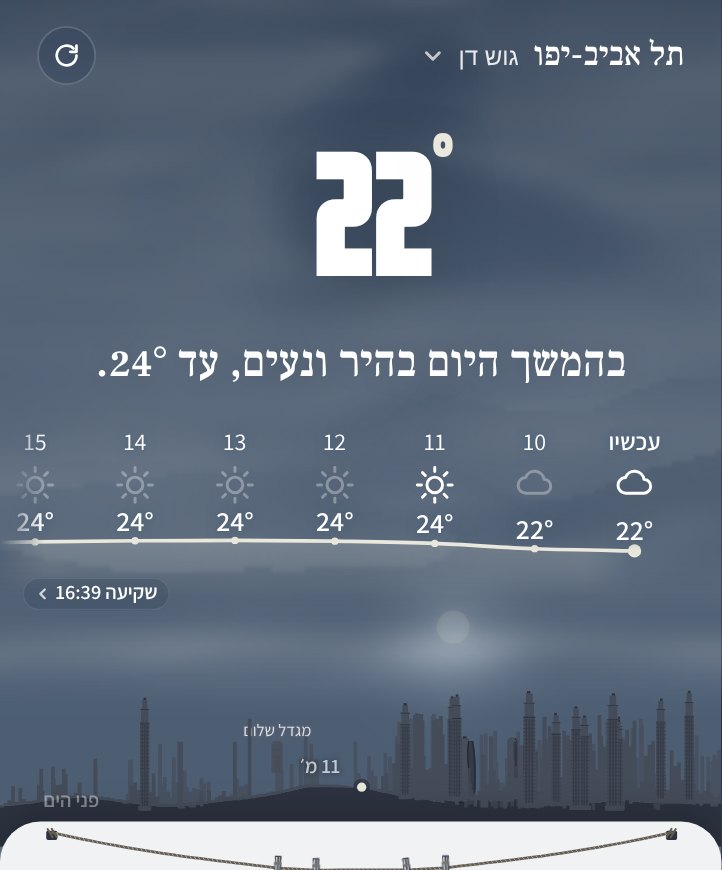 תל אביב-יפו גוש דן
22°
בהמשך היום בהיר ונעים, עד 24°.
עכשיו 10 11 12 13 14 15
22° 22° 24° 24° 24° 24° 24°
שקיעה 16:39
מגדל שלום
11 מ׳
פני הים